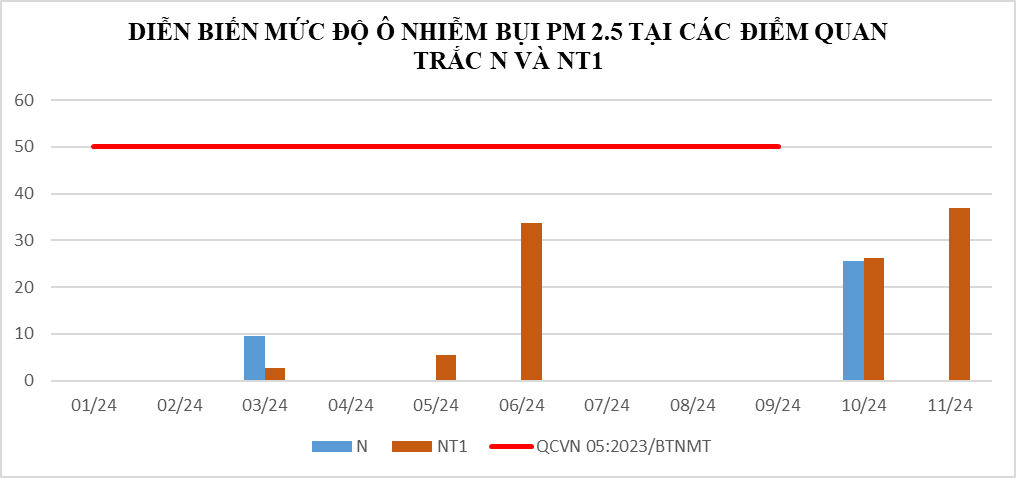 DIỄN BIẾN MỨC ĐỘ Ô NHIỄM BỤI PM 2.5 TẠI CÁC ĐIỂM QUAN
TRẮC N VÀ NT1
60
50
40
30
20
10
0
01/24 02/24 03/24 04/24 05/24 06/24 07/24 08/24 09/24 10/24 11/24
N NT1 QCVN 05:2023/BTNMT